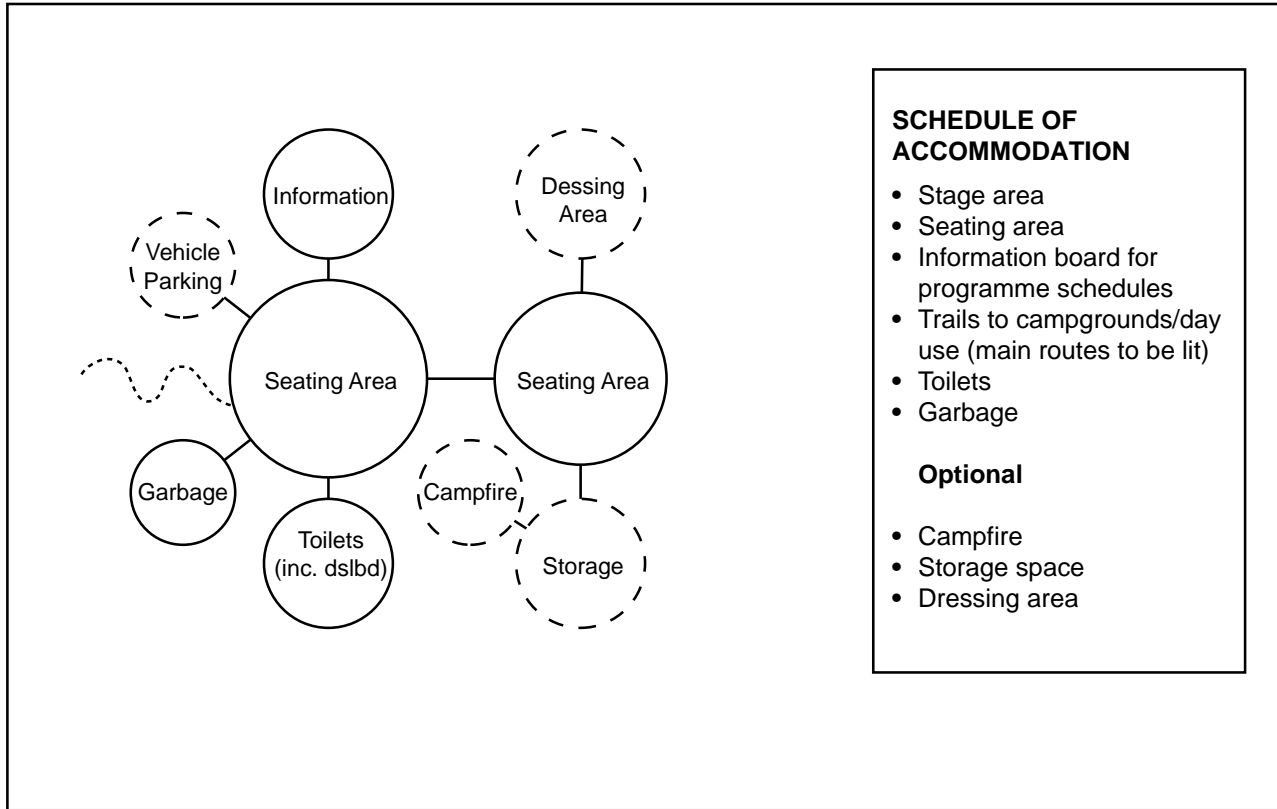 Information
Dessing
Area
Vehicle
Parking
Seating Area
Seating Area
Garbage
Campfire
Toilets
(inc. dslbd)
Storage
SCHEDULE OF
ACCOMMODATION
• Stage area
• Seating area
• Information board for
programme schedules
• Trails to campgrounds/day
use (main routes to be lit)
• Toilets
• Garbage
Optional
• Campfire
• Storage space
• Dressing area